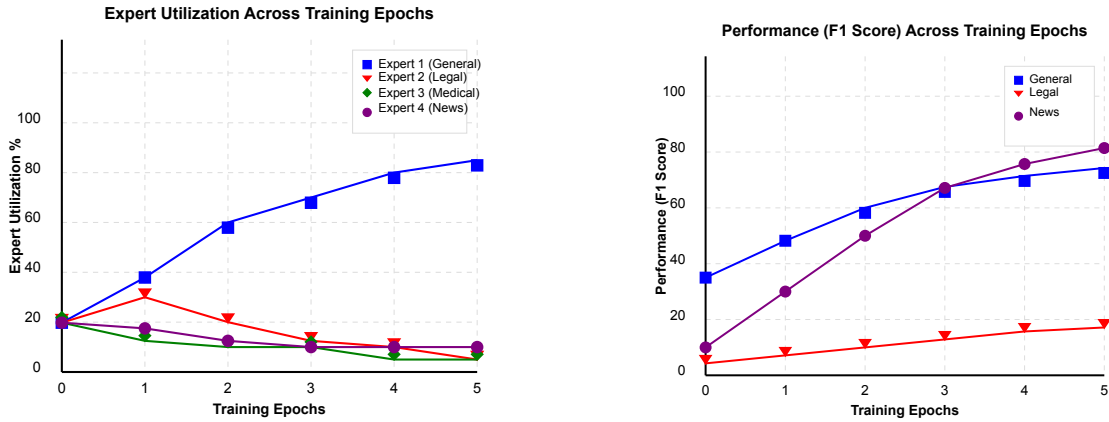 Expert Utilization Across Training Epochs
Expert 1 (General)
Expert 2 (Legal)
Expert 3 (Medical)
Expert 4 (News)
Expert Utilization %
100
80
60
40
20
0
0 1 2 3 4 5
Training Epochs
Performance (F1 Score) Across Training Epochs
General
Legal
News
Performance (F1 Score)
100
80
60
40
20
0
0 1 2 3 4 5
Training Epochs